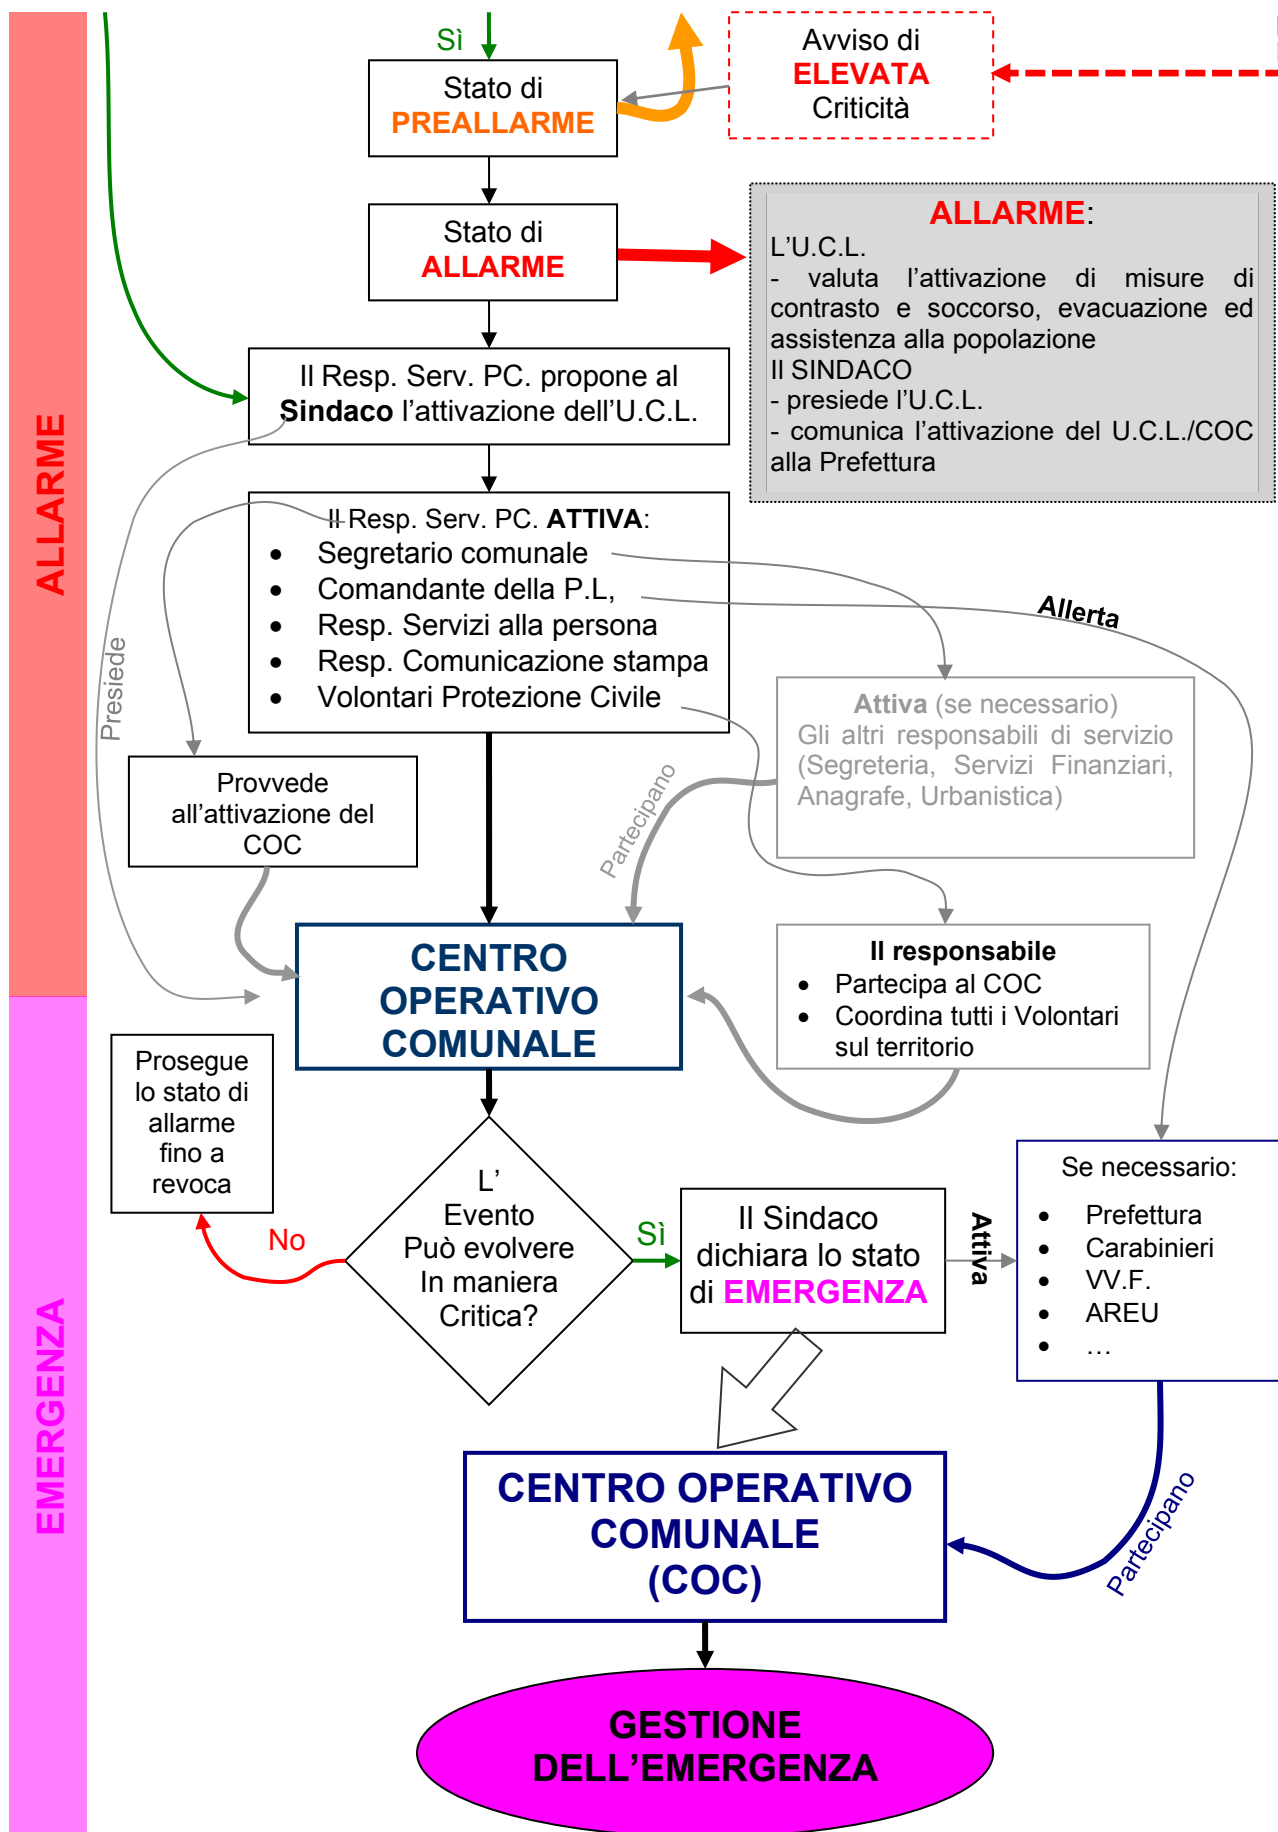 Sì
Stato di
PREALLARME
Avviso di
ELEVATA
Criticità
Stato di
ALLARME
ALLARME:
L’U.C.L.
- valuta l’attivazione di misure di
contrasto e soccorso, evacuazione ed
assistenza alla popolazione
Il SINDACO
- presiede l’U.C.L.
- comunica l’attivazione del U.C.L./COC
alla Prefettura
Il Resp. Serv. PC. propone al
Sindaco l’attivazione dell’U.C.L.
ALLARME
Il Resp. Serv. PC. ATTIVA:
• Segretario comunale
• Comandante della P.L,
• Resp. Servizi alla persona
• Resp. Comunicazione stampa
• Volontari Protezione Civile
Allerta
Presiede
Attiva (se necessario)
Gli altri responsabili di servizio
(Segreteria, Servizi Finanziari,
Anagrafe, Urbanistica)
Provvede
all’attivazione del
COC
Partecipano
CENTRO
OPERATIVO
COMUNALE
Il responsabile
• Partecipa al COC
• Coordina tutti i Volontari
sul territorio
Prosegue
lo stato di
allarme
fino a
revoca
No
L’
Evento
Può evolvere
In maniera
Critica?
Sì
Il Sindaco
dichiara lo stato
di EMERGENZA
Attiva
Se necessario:
• Prefettura
• Carabinieri
• VV.F.
• AREU
• …
EMERGENZA
CENTRO OPERATIVO
COMUNALE
(COC)
Partecipano
GESTIONE
DELL’EMERGENZA